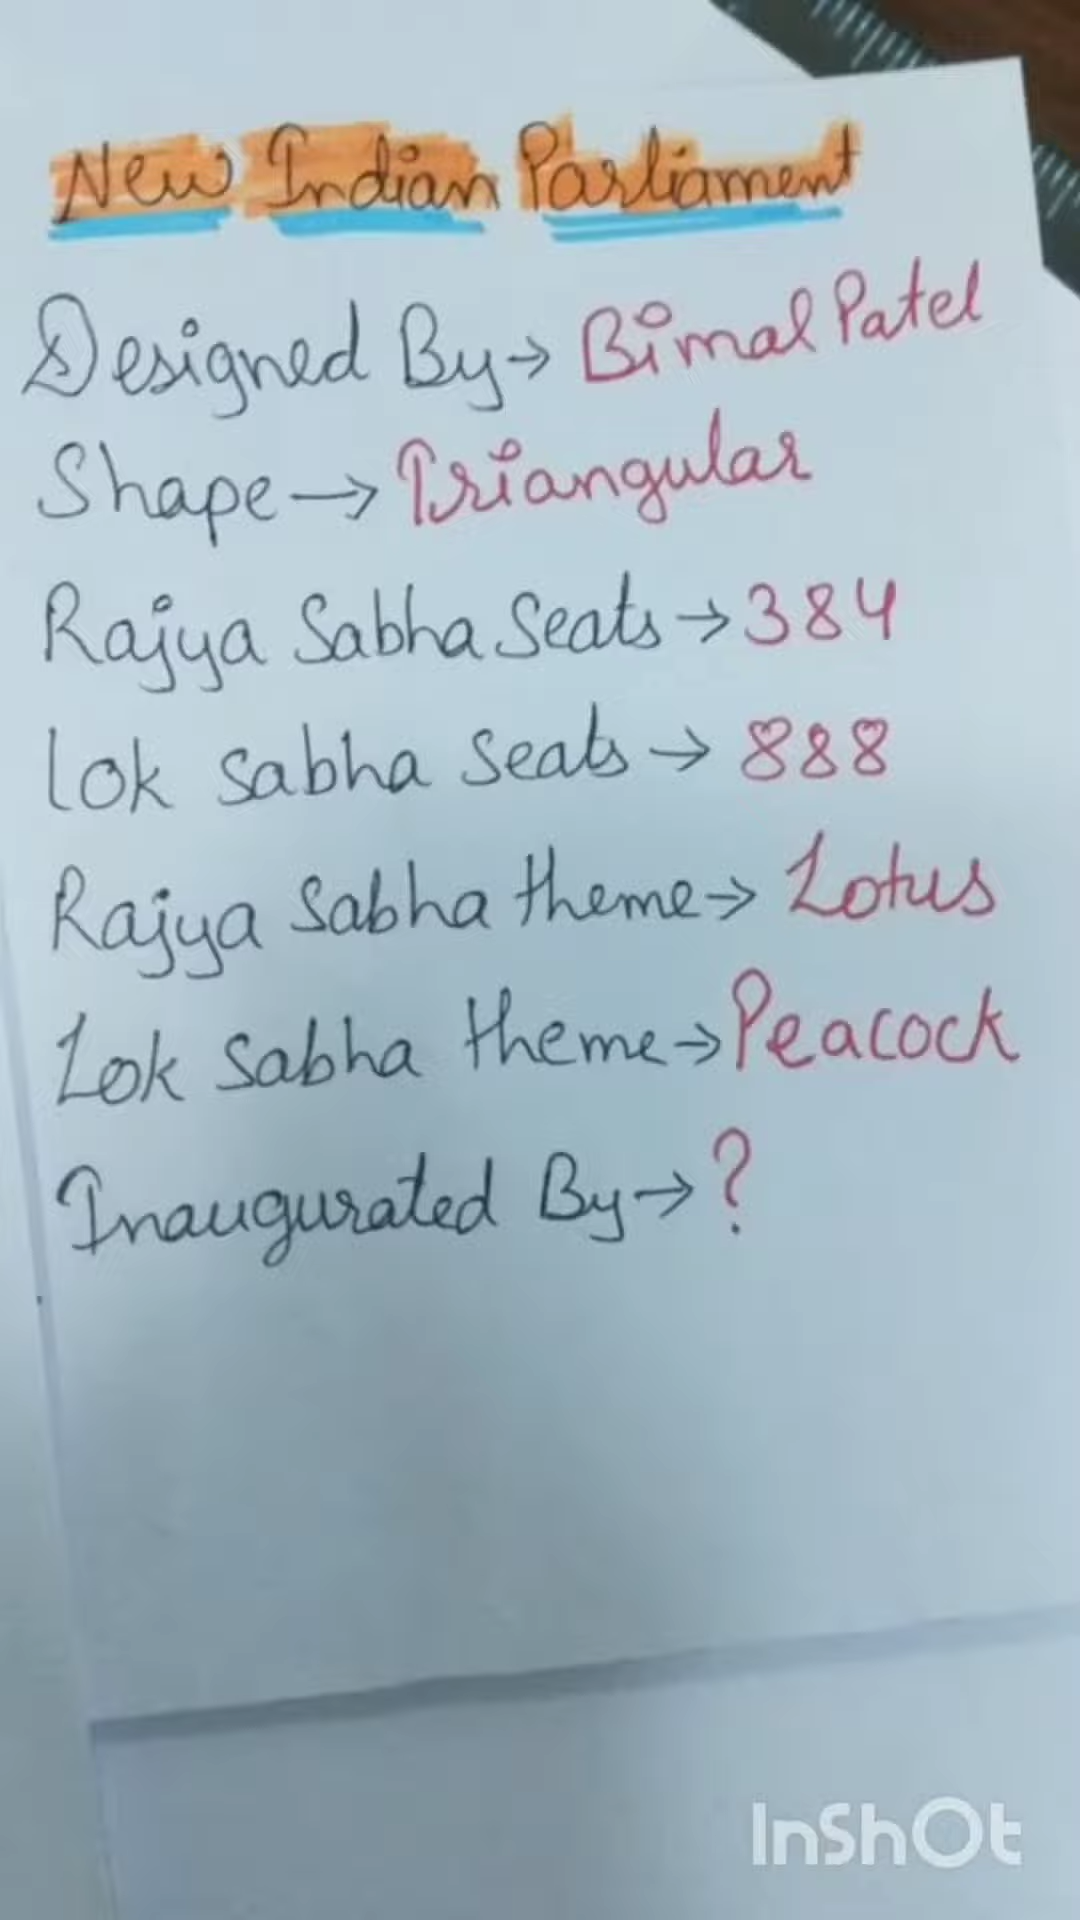 New Indian Parliament
Designed By→ Bimal Patel
Shape→ Triangular
Rajya Sabha Seats→384
Lok Sabha Seats→ 888
Rajya Sabha theme→ Lotus
Lok Sabha theme→Peacock
Inaugurated By→?
InShOt